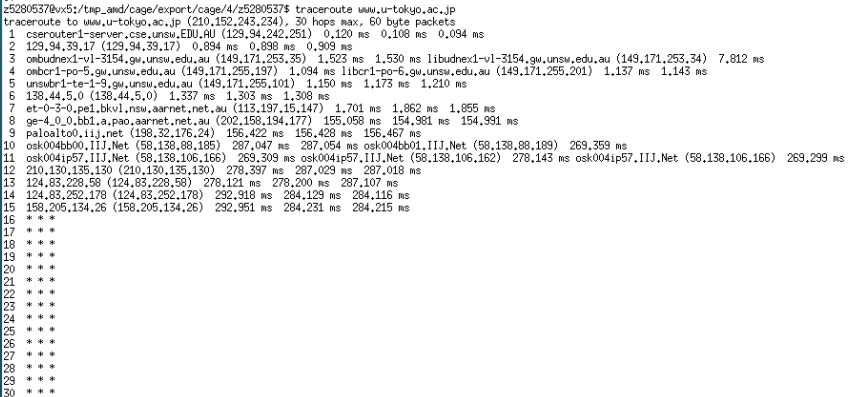 z5280537@vx5:/tmp_amd/cage/export/cage/4/z5280537$ traceroute www.u-tokyo.ac.jp
traceroute to www.u-tokyo.ac.jp (210.152.243.234), 30 hops max, 60 byte packets
 1  cserouter1-server.cse.unsw.EDU.AU (129.94.242.251)  0.120 ms  0.108 ms  0.094 ms
 2  129.94.39.17 (129.94.39.17)  0.894 ms  0.898 ms  0.909 ms
 3  ombudnex1-vl-3154.gw.unsw.edu.au (149.171.253.35)  1.523 ms  1.530 ms libudnex1-vl-3154.gw.unsw.edu.au (149.171.253.34)  7.812 ms
 4  ombcr1-po-5.gw.unsw.edu.au (149.171.255.197)  1.094 ms libcr1-po-6.gw.unsw.edu.au (149.171.255.201)  1.137 ms  1.143 ms
 5  unswbr1-te-1-9.gw.unsw.edu.au (149.171.255.101)  1.150 ms  1.173 ms  1.210 ms
 6  138.44.5.0 (138.44.5.0)  1.337 ms  1.303 ms  1.308 ms
 7  et-0-3-0.pe1.bkvl.nsw.aarnet.net.au (113.197.15.147)  1.701 ms  1.862 ms  1.855 ms
 8  ge-4_0_0.bb1.a.pao.aarnet.net.au (202.158.194.177)  155.058 ms  154.981 ms  154.991 ms
 9  paloalto0.iij.net (198.32.176.24)  156.422 ms  156.428 ms  156.467 ms
10  osk004bb00.IIJ.Net (58.138.88.185)  287.047 ms  287.054 ms osk004bb01.IIJ.Net (58.138.88.189)  269.359 ms
11  osk004ip57.IIJ.Net (58.138.106.166)  269.309 ms osk004ip57.IIJ.Net (58.138.106.162)  278.143 ms osk004ip57.IIJ.Net (58.138.106.166)  269.299 ms
12  210.130.135.130 (210.130.135.130)  278.397 ms  287.029 ms  287.018 ms
13  124.83.228.58 (124.83.228.58)  278.121 ms  278.200 ms  287.107 ms
14  124.83.252.178 (124.83.252.178)  292.918 ms  284.129 ms  284.116 ms
15  158.205.134.26 (158.205.134.26)  292.951 ms  284.231 ms  284.215 ms
16  * * *
17  * * *
18  * * *
19  * * *
20  * * *
21  * * *
22  * * *
23  * * *
24  * * *
25  * * *
26  * * *
27  * * *
28  * * *
29  * * *
30  * * *